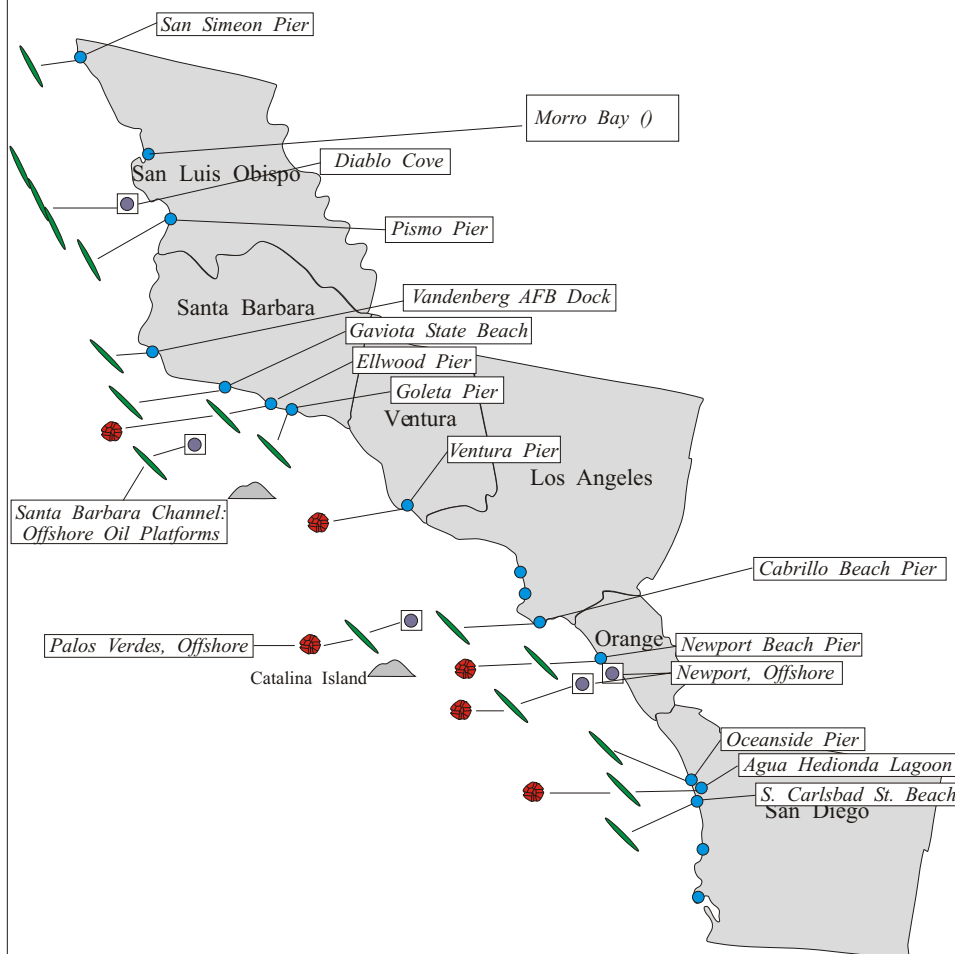 San Simeon Pier
Morro Bay ()
Diablo Cove
San Luis Obispo
Pismo Pier
Vandenberg AFB Dock
Santa Barbara
Gaviota State Beach
Ellwood Pier
Goleta Pier
Ventura
Ventura Pier
Los Angeles
Santa Barbara Channel:
Offshore Oil Platforms
Cabrillo Beach Pier
Orange
Palos Verdes, Offshore
Newport Beach Pier
Catalina Island
Newport, Offshore
Oceanside Pier
Agua Hedionda Lagoon
S. Carlsbad St. Beach
San Diego